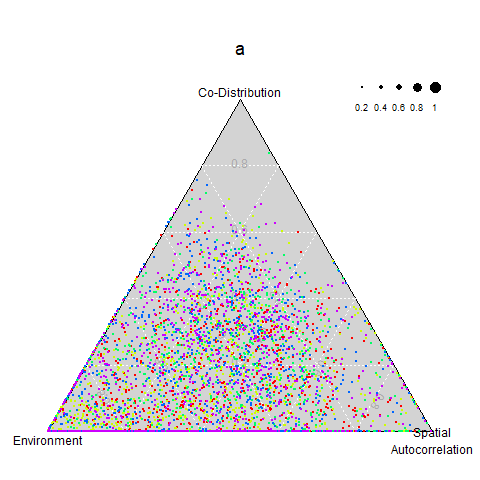 a
Co-Distribution
0.2 0.4 0.6 0.8 1
0.8
Environment
Spatial
Autocorrelation